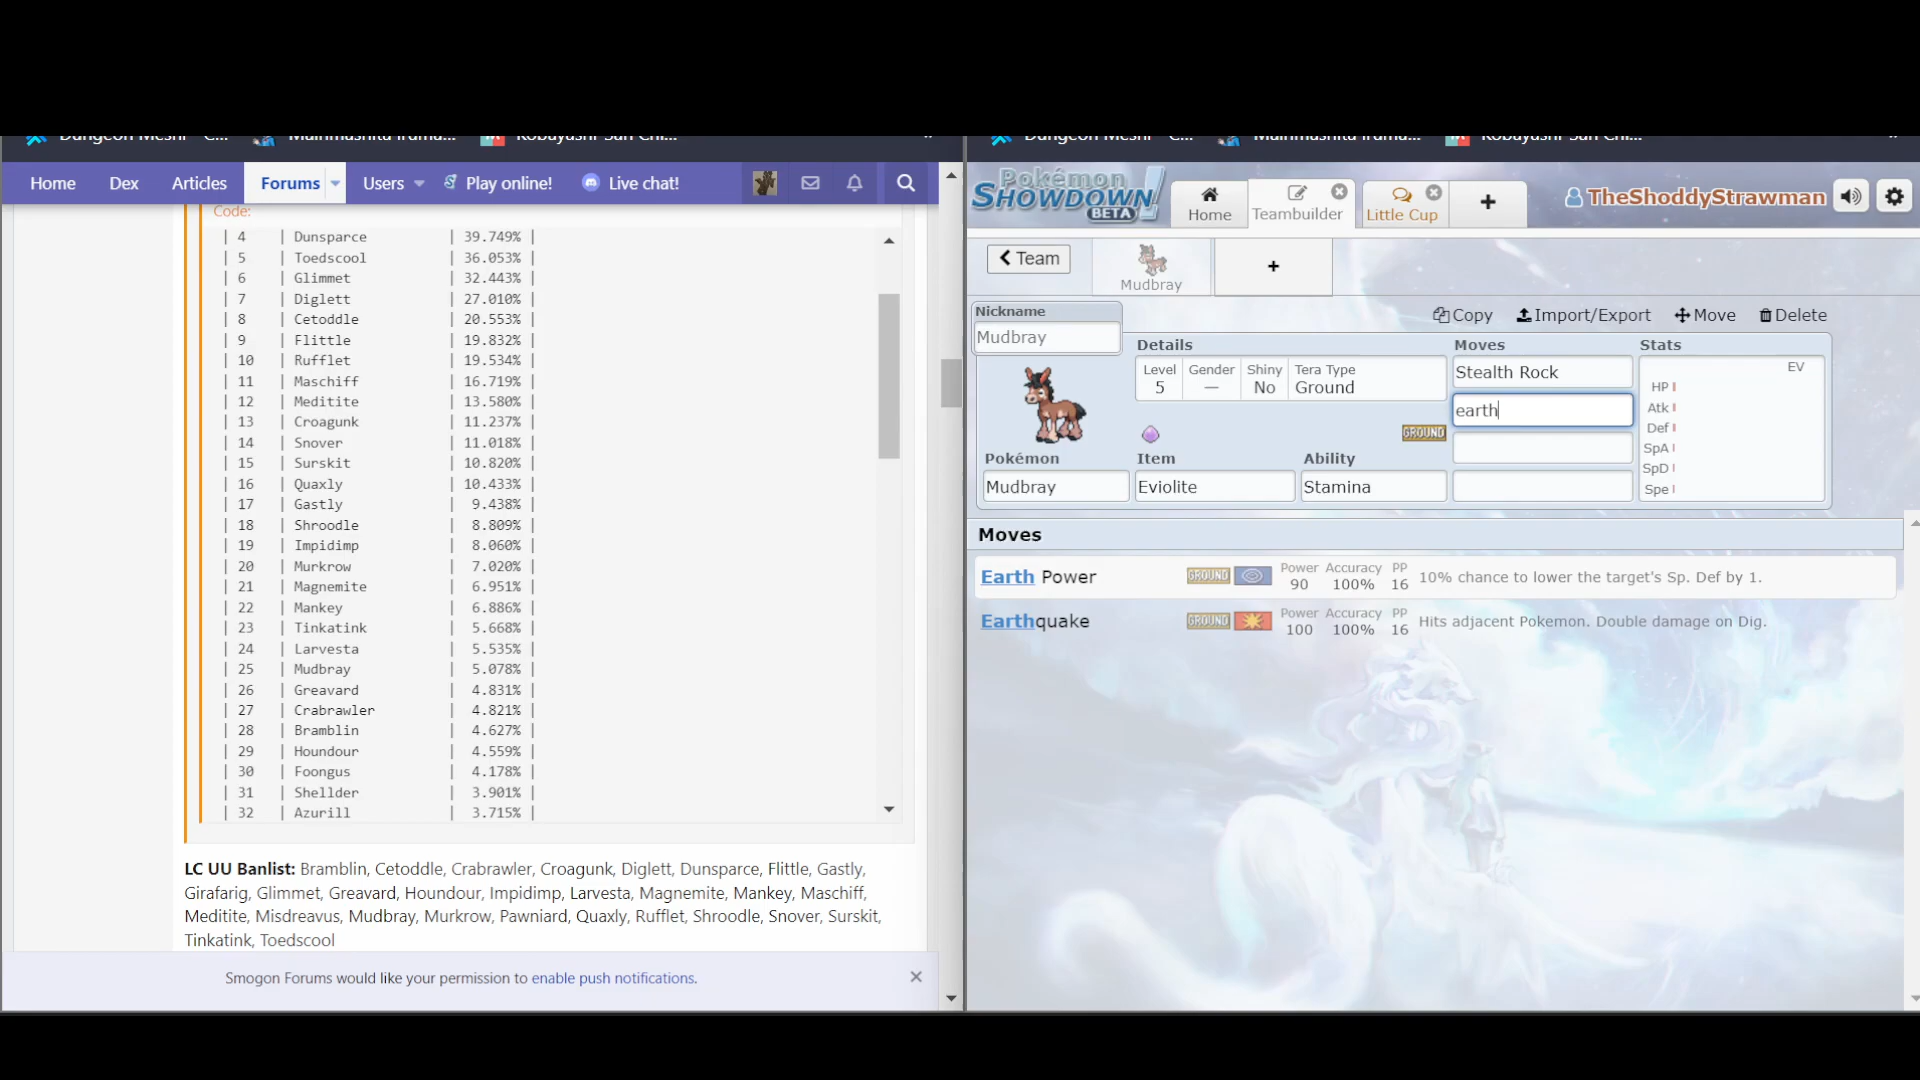 Dungeon Meshi - C...
Kobayashi-san Chi...
Dungeon Meshi - C...
Kobayashi-san Chi...
Home Dex Articles Forums Users Play online! Live chat!
Code:
| 4 | Dunsparce | 39.749% |
| 5 | Toedscool | 36.053% |
| 6 | Glimmet | 32.443% |
| 7 | Diglett | 27.010% |
| 8 | Cetoddle | 20.553% |
| 9 | Flittle | 19.832% |
| 10 | Rufflet | 19.534% |
| 11 | Maschiff | 16.719% |
| 12 | Meditite | 13.580% |
| 13 | Croagunk | 11.237% |
| 14 | Snover | 11.018% |
| 15 | Surskit | 10.820% |
| 16 | Quaxly | 10.433% |
| 17 | Gastly | 9.438% |
| 18 | Shroodle | 8.809% |
| 19 | Impidimp | 8.060% |
| 20 | Murkrow | 7.020% |
| 21 | Magnemite | 6.951% |
| 22 | Mankey | 6.886% |
| 23 | Tinkatink | 5.668% |
| 24 | Larvesta | 5.535% |
| 25 | Mudbray | 5.078% |
| 26 | Greavard | 4.831% |
| 27 | Crabrawler | 4.821% |
| 28 | Bramblin | 4.627% |
| 29 | Houndour | 4.559% |
| 30 | Foongus | 4.178% |
| 31 | Shellder | 3.901% |
| 32 | Azurill | 3.715% |
LC UU Banlist: Bramblin, Cetoddle, Crabrawler, Croagunk, Diglett, Dunsparce, Flittle, Gastly,
Girafarig, Glimmet, Greavard, Houndour, Impidimp, Larvesta, Magnemite, Mankey, Maschiff,
Meditite, Misdreavus, Mudbray, Murkrow, Pawniard, Quaxly, Rufflet, Shroodle, Snover, Surskit,
Tinkatink, Toedscool
Smogon Forums would like your permission to enable push notifications.
Pokémon
SHOWDOWN!
BETA
Home
Teambuilder
Little Cup
+
TheShoddyStrawman
Team
Mudbray
+
Copy Import/Export Move Delete
Nickname
Mudbray
Details
Level Gender Shiny Tera Type
5 — No Ground
GROUND
Pokémon Item Ability
Mudbray Eviolite Stamina
Moves
Stealth Rock
earth
Stats
EV
HP
Atk
Def
SpA
SpD
Spe
Moves
Earth Power GROUND Power 90 Accuracy 100% PP 16 10% chance to lower the target's Sp. Def by 1.
Earthquake GROUND Power 100 Accuracy 100% PP 16 Hits adjacent Pokemon. Double damage on Dig.